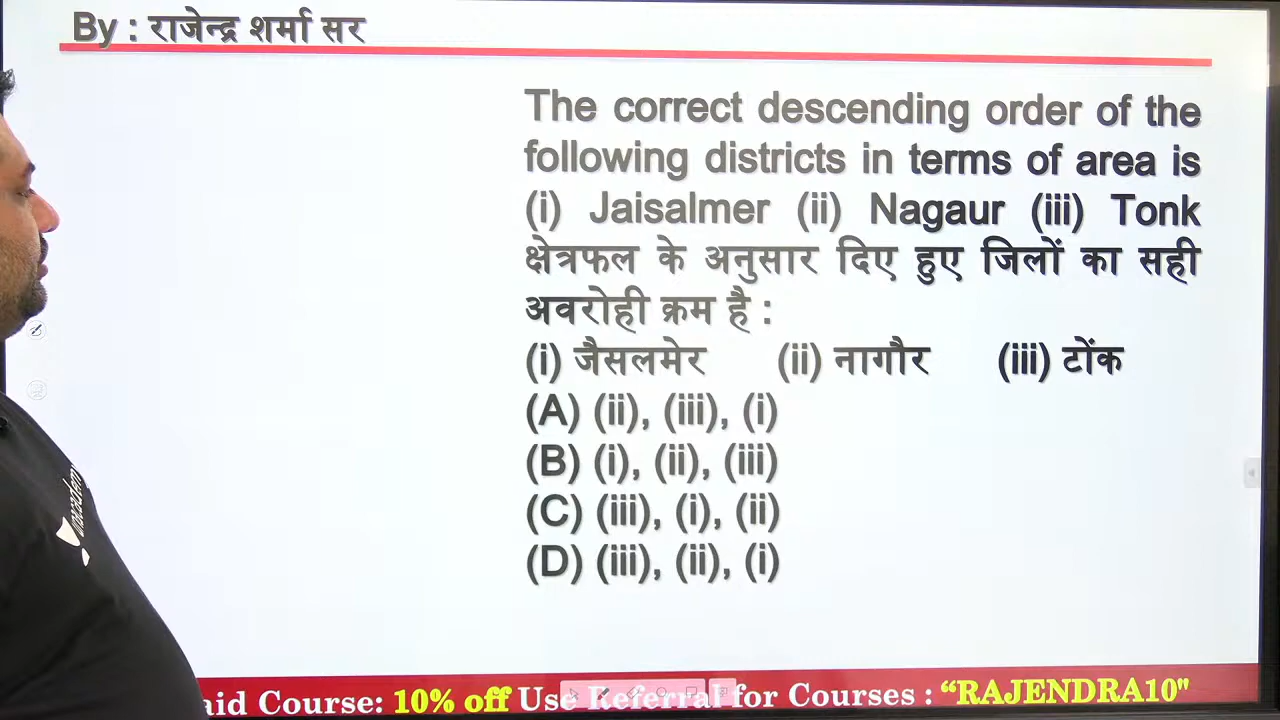 By : राजेन्द्र शर्मा सर
The correct descending order of the
following districts in terms of area is
(i) Jaisalmer (ii) Nagaur (iii) Tonk
क्षेत्रफल के अनुसार दिए हुए जिलों का सही
अवरोही क्रम है :
(i) जैसलमेर (ii) नागौर (iii) टोंक
(A) (ii), (iii), (i)
(B) (i), (ii), (iii)
(C) (iii), (i), (ii)
(D) (iii), (ii), (i)
unacademy
aid Course: 10% off Use Referral for Courses : “RAJENDRA10"